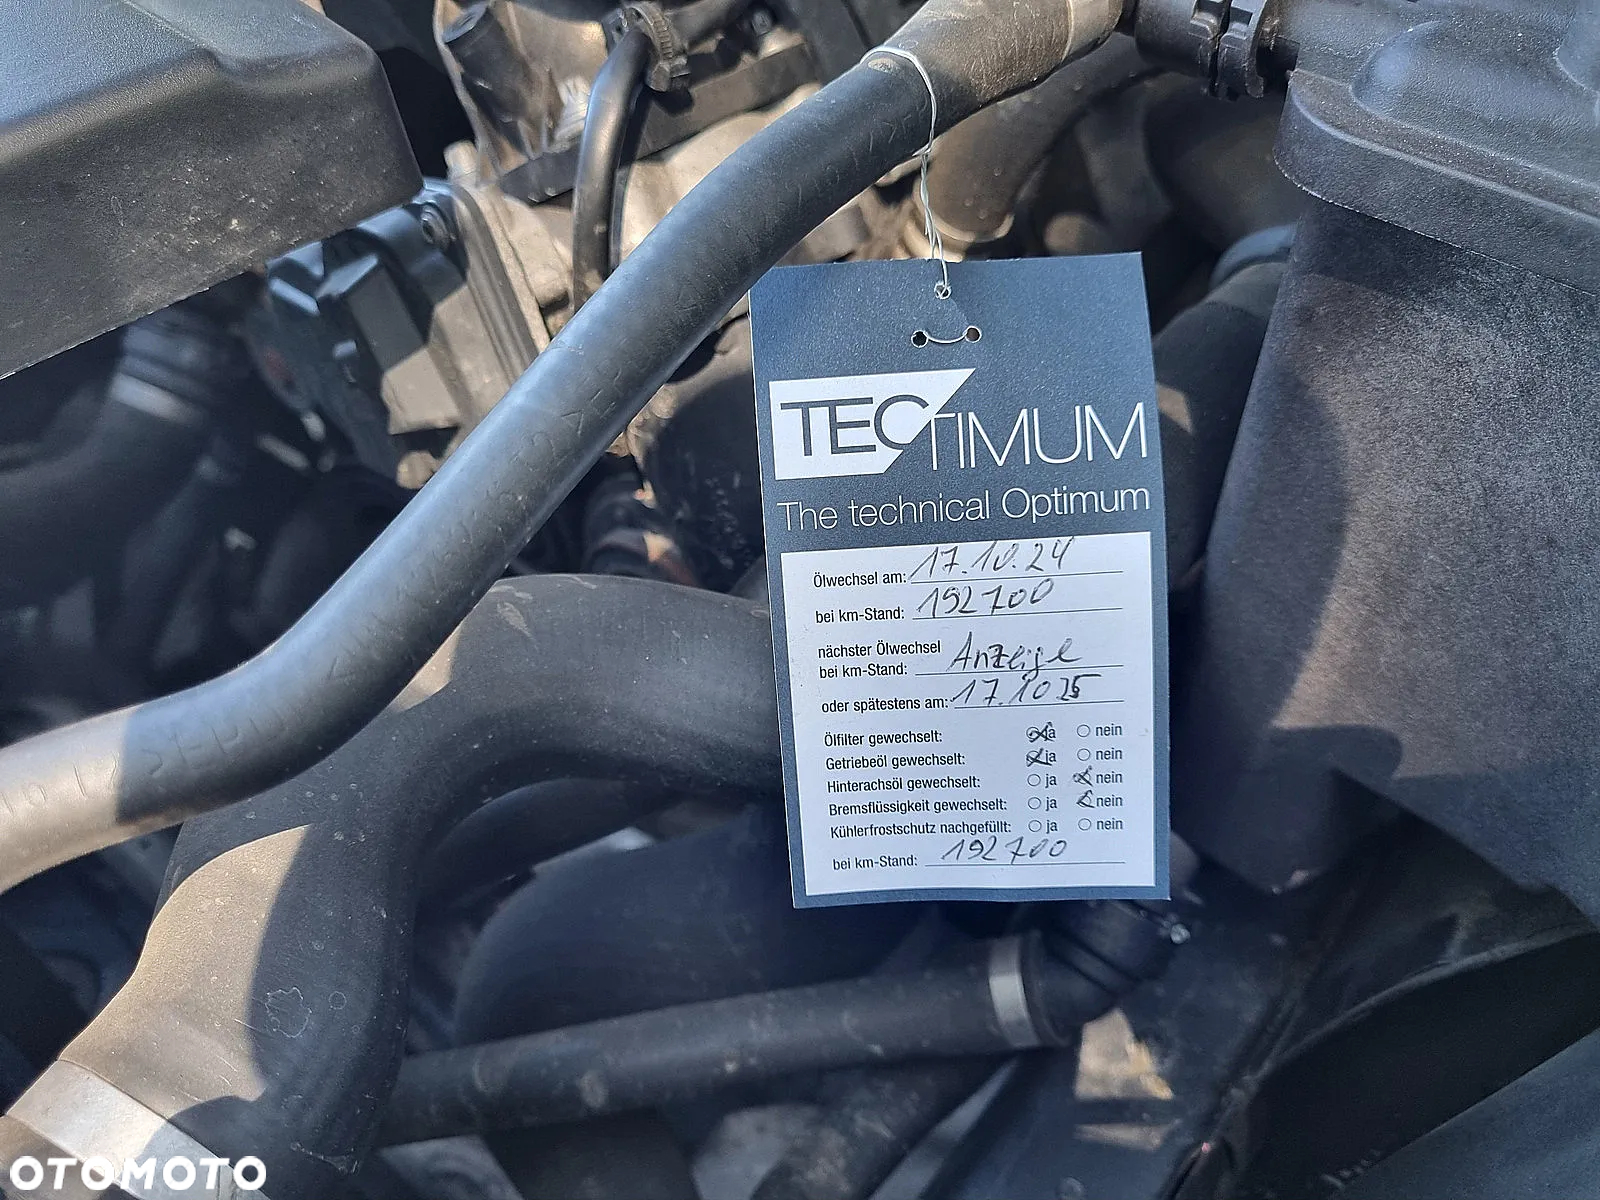 TECTIMUM
The technical Optimum
Ölwechsel am: 17.10.24
bei km-Stand: 192700
nächster Ölwechsel
bei km-Stand: Anzeige
oder spätestens am: 17.10 25
Ölfilter gewechselt: ja nein
Getriebeöl gewechselt: ja nein
Hinterachsöl gewechselt: ja nein
Bremsflüssigkeit gewechselt: ja nein
Kühlerfrostschutz nachgefüllt: ja nein
bei km-Stand: 192700
OTOMOTO